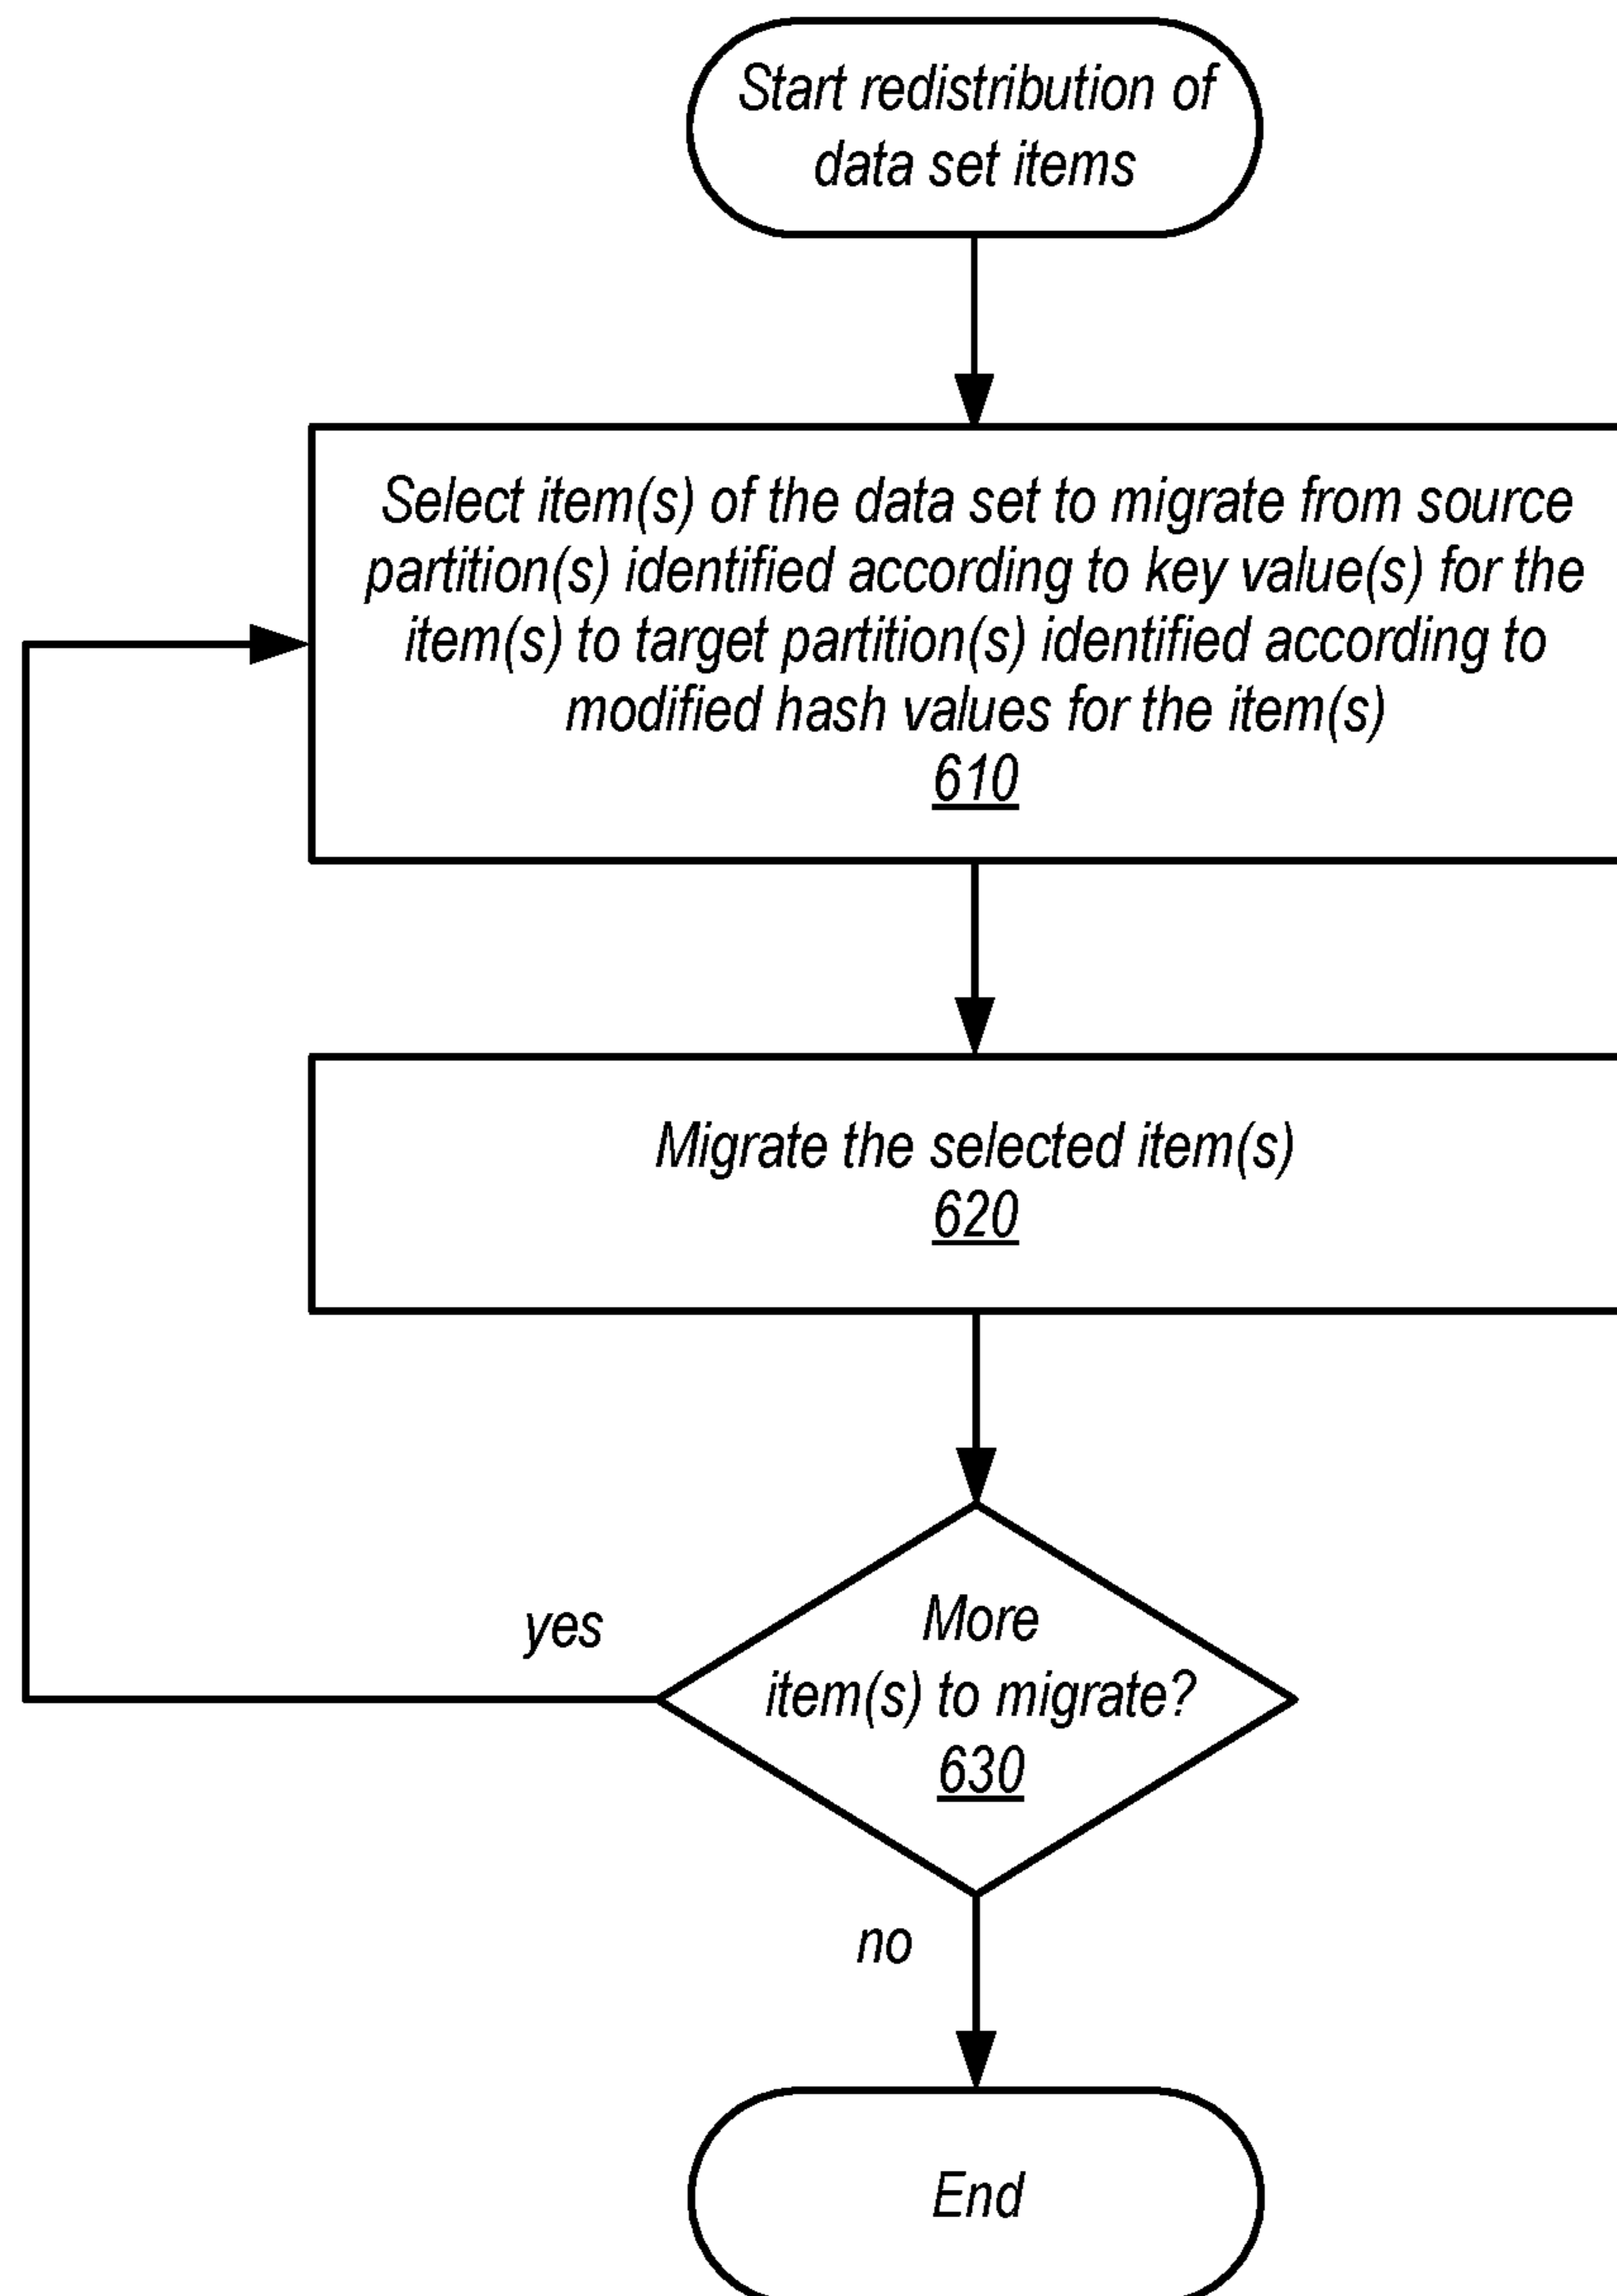 Start redistribution of
data set items
Select item(s) of the data set to migrate from source
partition(s) identified according to key value(s) for the
item(s) to target partition(s) identified according to
modified hash values for the item(s)
610
Migrate the selected item(s)
620
yes
More
item(s) to migrate?
630
no
End